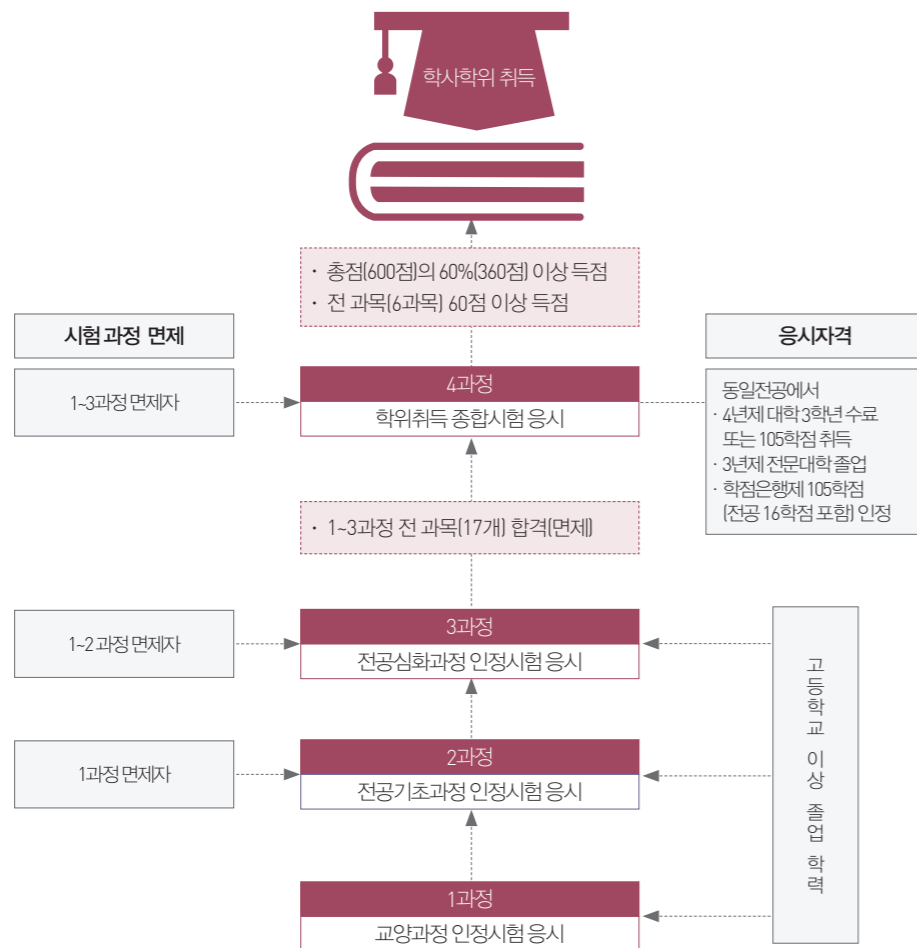 학사학위 취득
· 총점(600점)의 60%(360점) 이상 득점
· 전 과목(6과목) 60점 이상 득점
시험 과정 면제
응시자격
1~3과정 면제자
4과정
학위취득 종합시험 응시
동일전공에서
· 4년제 대학 3학년 수료
또는 105학점 취득
· 3년제 전문대학 졸업
· 학점은행제 105학점
(전공 16학점 포함) 인정
· 1~3과정 전 과목(17개) 합격(면제)
1~2 과정 면제자
3과정
전공심화과정 인정시험 응시
고등학교 이상 졸업 학력
1과정 면제자
2과정
전공기초과정 인정시험 응시
1과정
교양과정 인정시험 응시